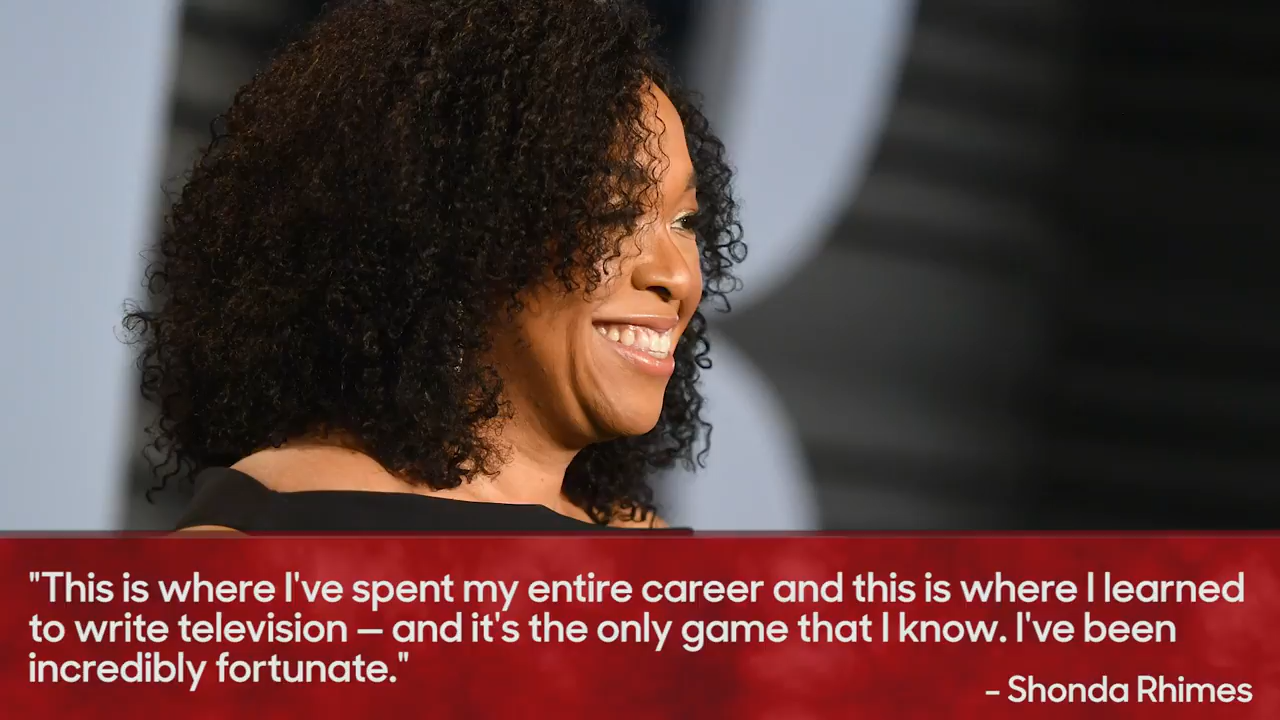 "This is where I've spent my entire career and this is where I learned
to write television — and it's the only game that I know. I've been
incredibly fortunate."
– Shonda Rhimes